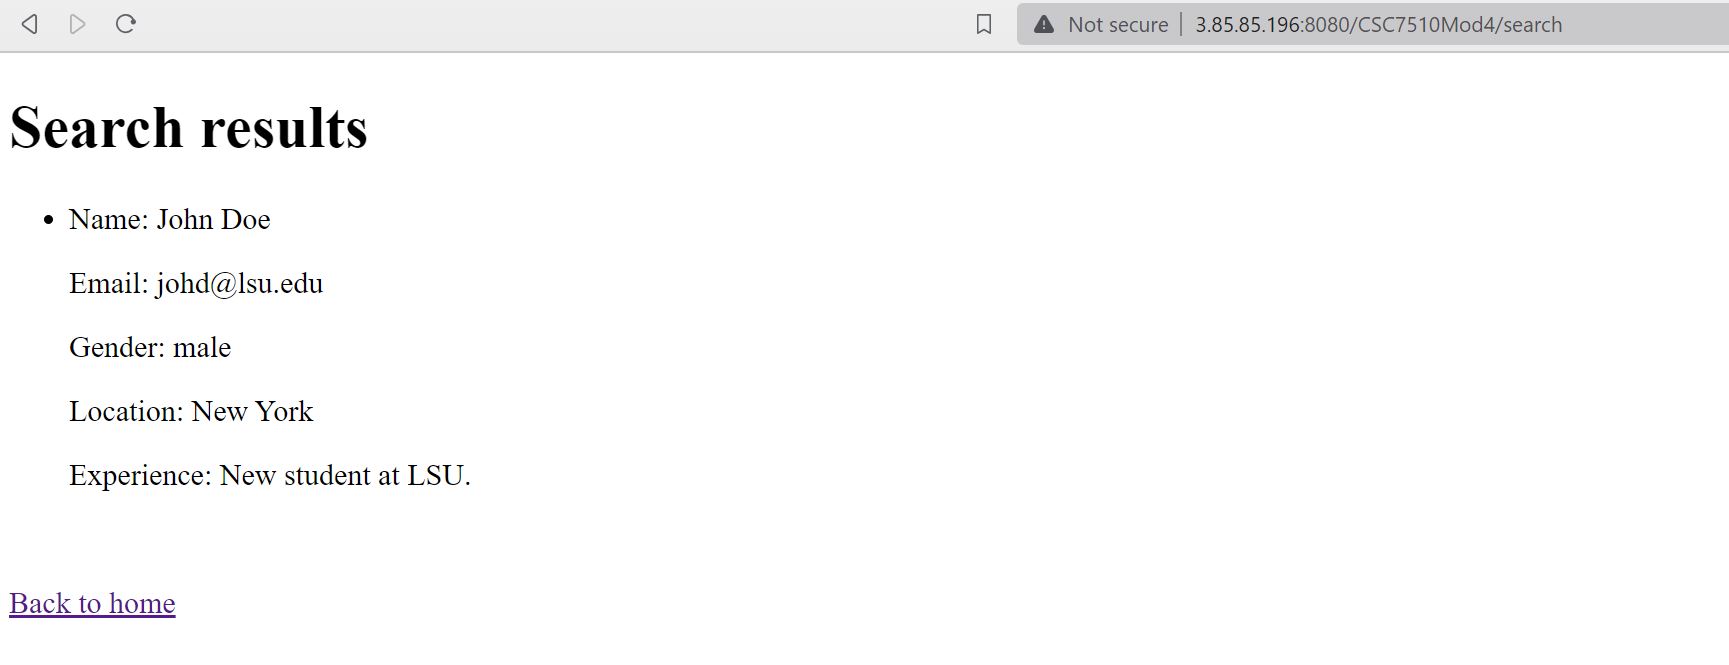 Not secure | 3.85.85.196:8080/CSC7510Mod4/search
Search results
• Name: John Doe
Email: johd@lsu.edu
Gender: male
Location: New York
Experience: New student at LSU.
Back to home